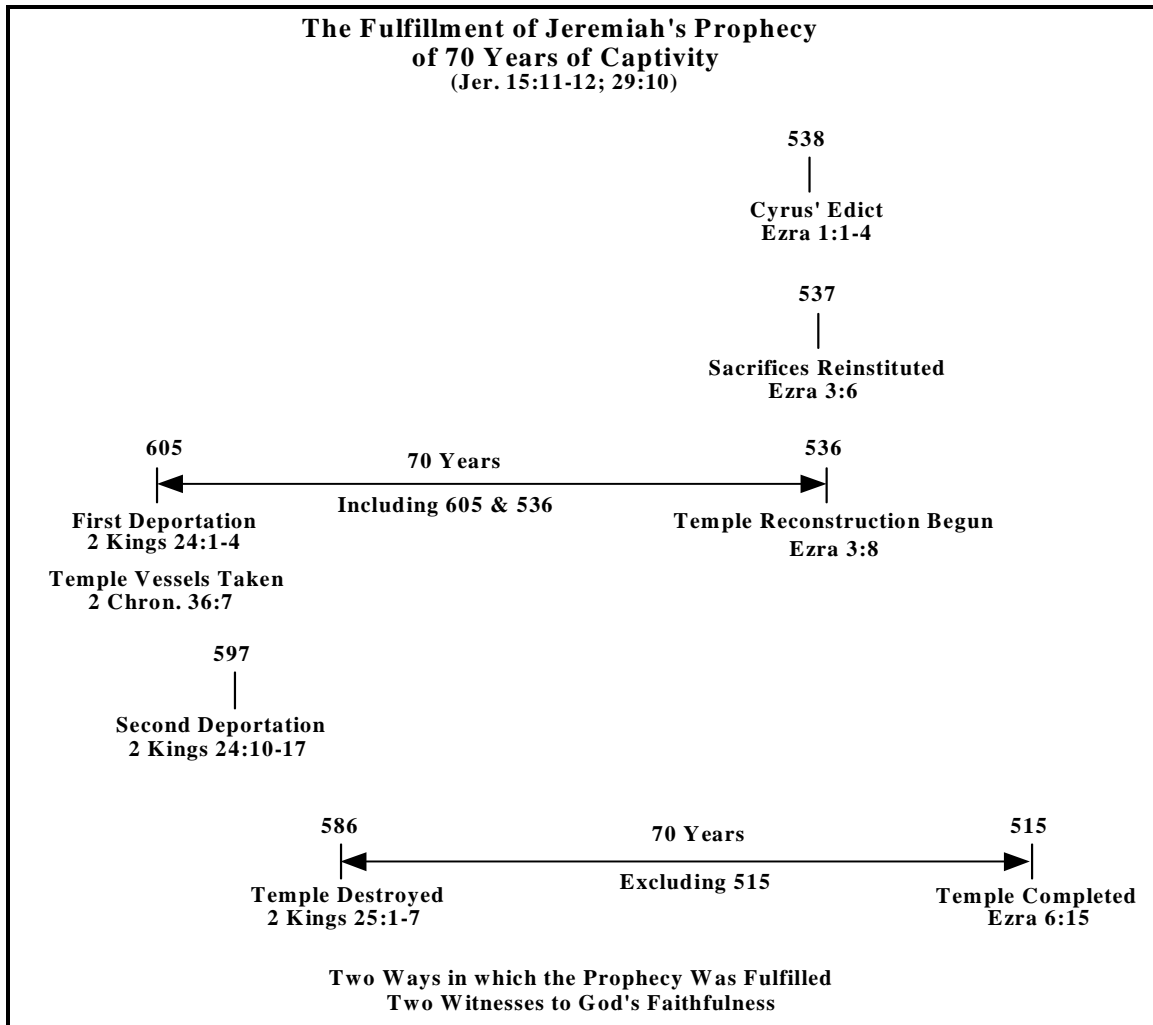 The Fulfillment of Jeremiah's Prophecy
of 70 Years of Captivity
(Jer. 15:11-12; 29:10)
538
Cyrus' Edict
Ezra 1:1-4
537
Sacrifices Reinstituted
Ezra 3:6
605
70 Years
536
Including 605 & 536
First Deportation
2 Kings 24:1-4
Temple Reconstruction Begun
Ezra 3:8
Temple Vessels Taken
2 Chron. 36:7
597
Second Deportation
2 Kings 24:10-17
586
70 Years
515
Excluding 515
Temple Destroyed
2 Kings 25:1-7
Temple Completed
Ezra 6:15
Two Ways in which the Prophecy Was Fulfilled
Two Witnesses to God's Faithfulness